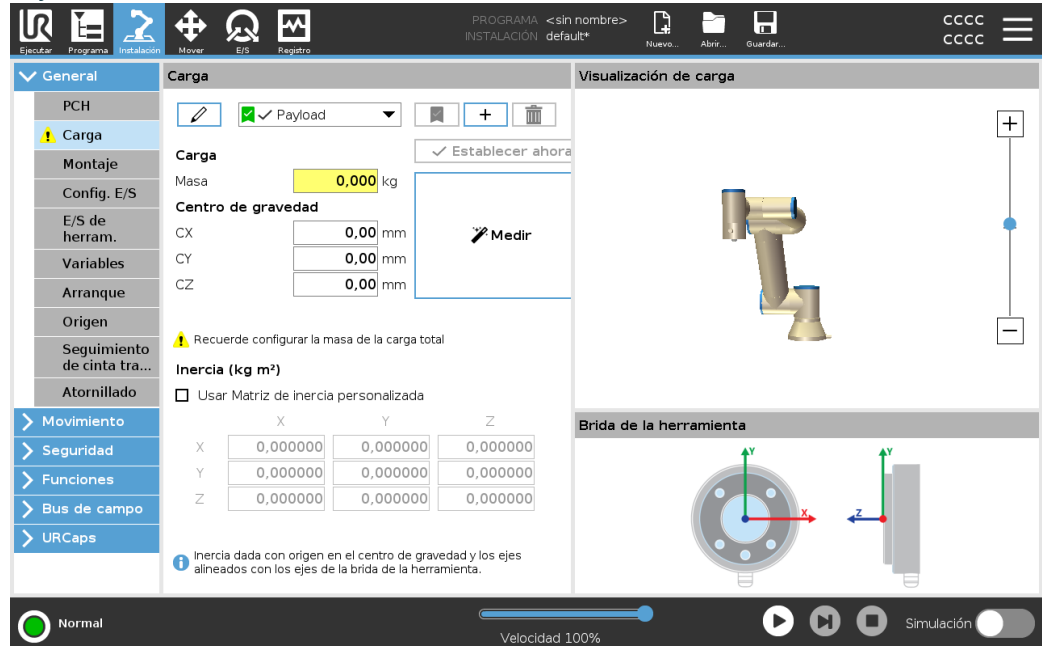 PROGRAMA <sin nombre>
INSTALACIÓN default*
CCCC
CCCC
Ejecutar Programa Instalación Mover E/S Registro Nuevo... Abrir... Guardar...
General
PCH
Carga
Montaje
Config. E/S
E/S de
herram.
Variables
Arranque
Origen
Seguimiento
de cinta tra...
Atornillado
Movimiento
Seguridad
Funciones
Bus de campo
URCaps
Carga
Payload
Establecer ahora
Carga
Masa 0,000 kg
Centro de gravedad
CX 0,00 mm
CY 0,00 mm
CZ 0,00 mm
Medir
Recuerde configurar la masa de la carga total
Inercia (kg m²)
Usar Matriz de inercia personalizada
X Y Z
X 0,000000 0,000000 0,000000
Y 0,000000 0,000000 0,000000
Z 0,000000 0,000000 0,000000
Inercia dada con origen en el centro de gravedad y los ejes
alineados con los ejes de la brida de la herramienta.
Visualización de carga
Brida de la herramienta
Y Y
X Z
Normal
Velocidad 100%
Simulación